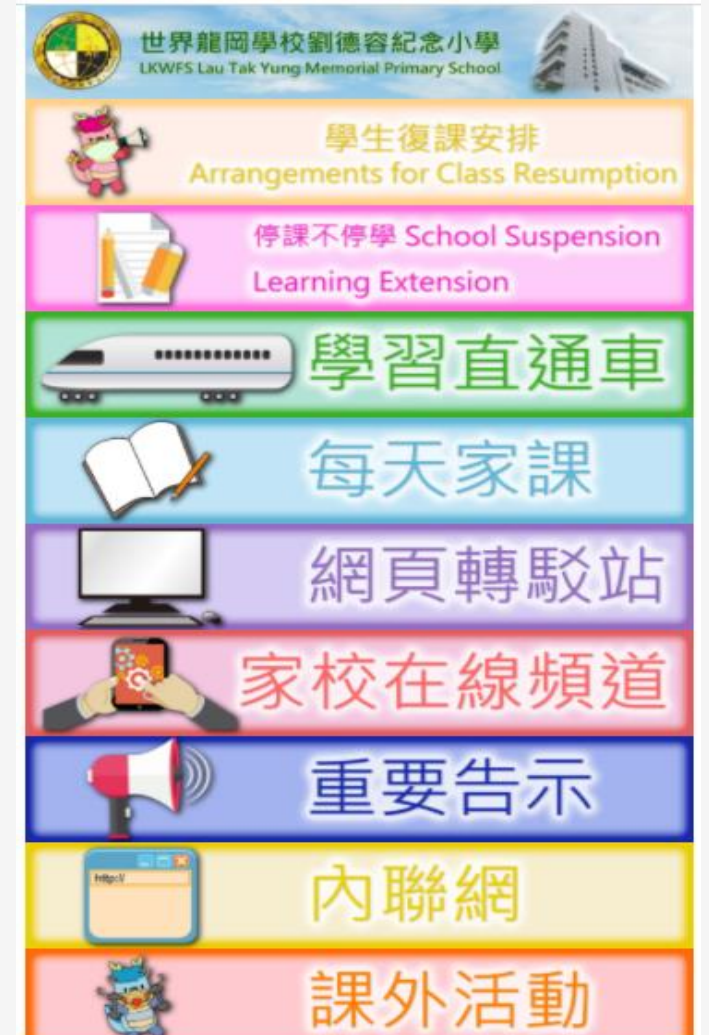 世界龍岡學校劉德容紀念小學
LKWFS Lau Tak Yung Memorial Primary School
學生復課安排
Arrangements for Class Resumption
停課不停學 School Suspension
Learning Extension
學習直通車
每天家課
網頁轉駁站
家校在線頻道
重要告示
http://
內聯網
課外活動